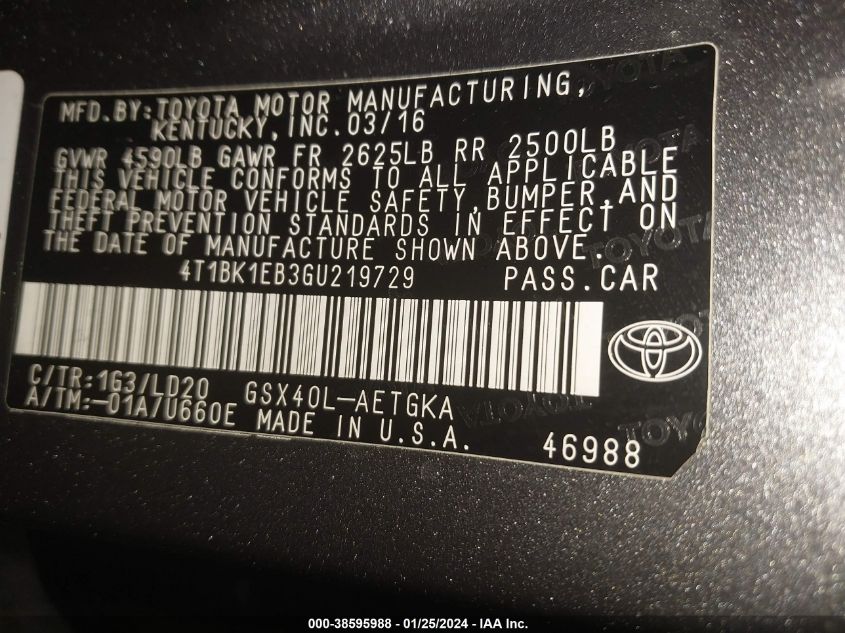 MFD.BY:TOYOTA MOTOR MANUFACTURING,
KENTUCKY,INC.03/16
GVWR 4590LB GAWR FR 2625LB RR 2500LB
THIS VEHICLE CONFORMS TO ALL APPLICABLE
FEDERAL MOTOR VEHICLE SAFETY,BUMPER,AND
THEFT PREVENTION STANDARDS IN EFFECT ON
THE DATE OF MANUFACTURE SHOWN ABOVE.
4T1BK1EB3GU219729 PASS.CAR
C/TR:1G3/LD20 GSX40L-AETGKA
A/TM:-01A/U660E MADE IN U.S.A.
46988
000-38595988 - 01/25/2024 - IAA Inc.